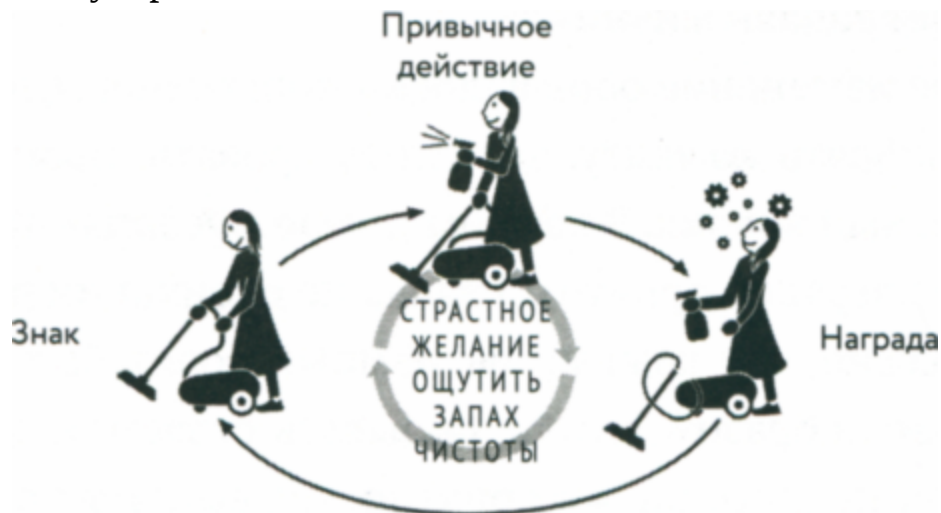 Привычное
действие
Знак
СТРАСТНОЕ
ЖЕЛАНИЕ
ОЩУТИТЬ
ЗАПАХ
ЧИСТОТЫ
Награда